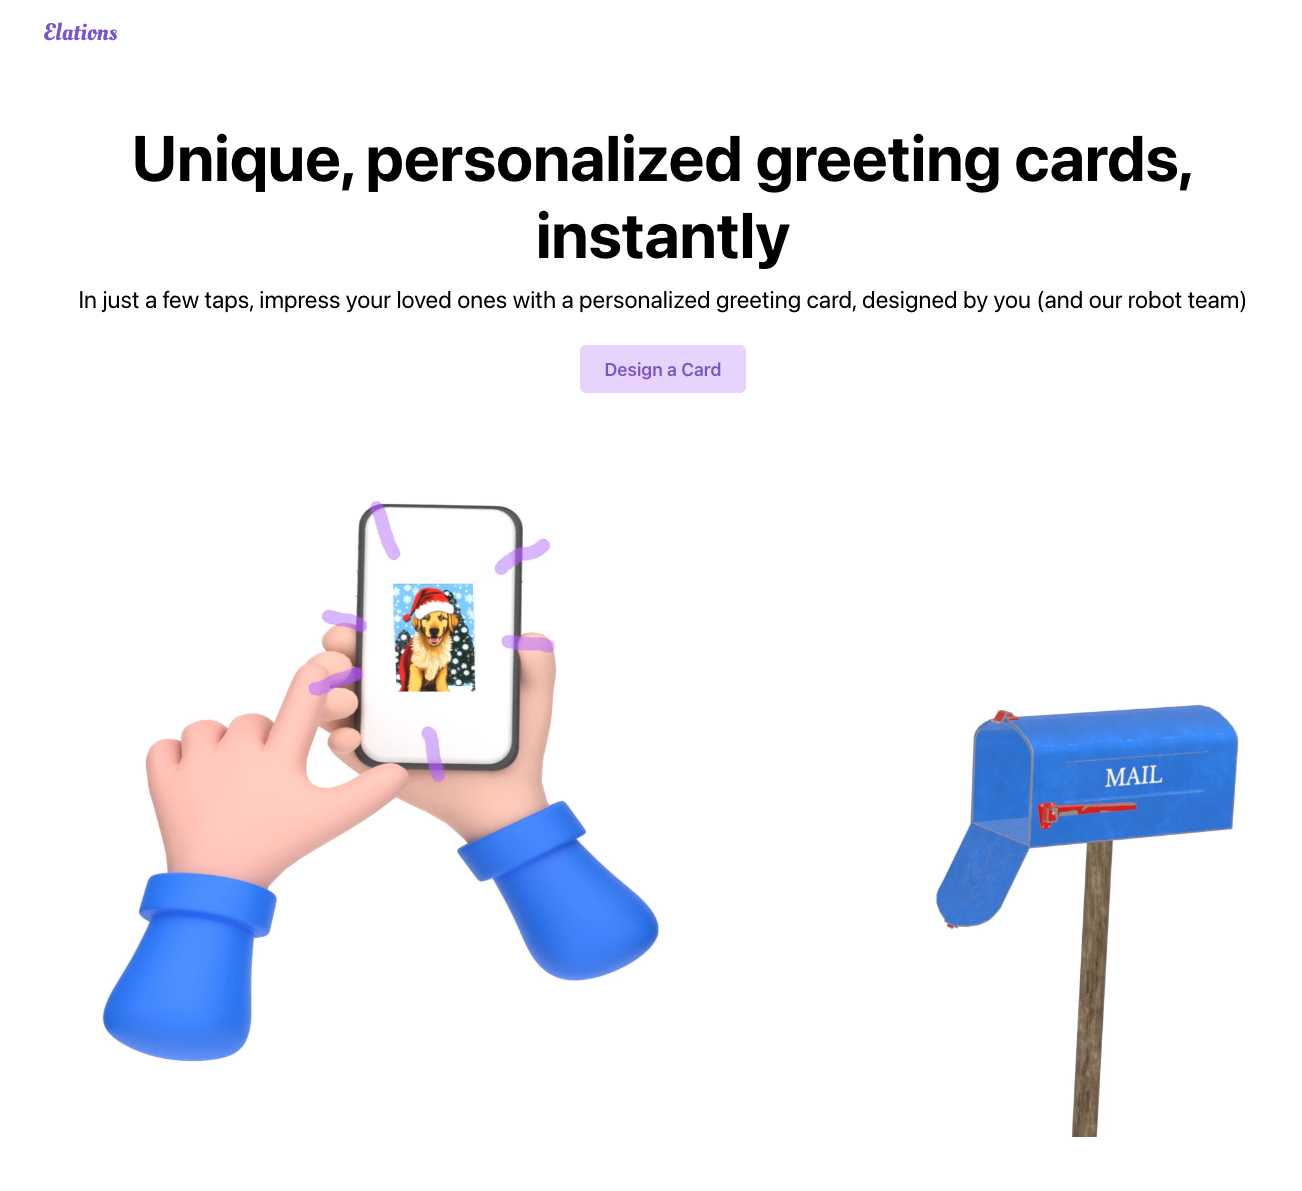 Elations
Unique, personalized greeting cards,
instantly
In just a few taps, impress your loved ones with a personalized greeting card, designed by you (and our robot team)
Design a Card
MAIL